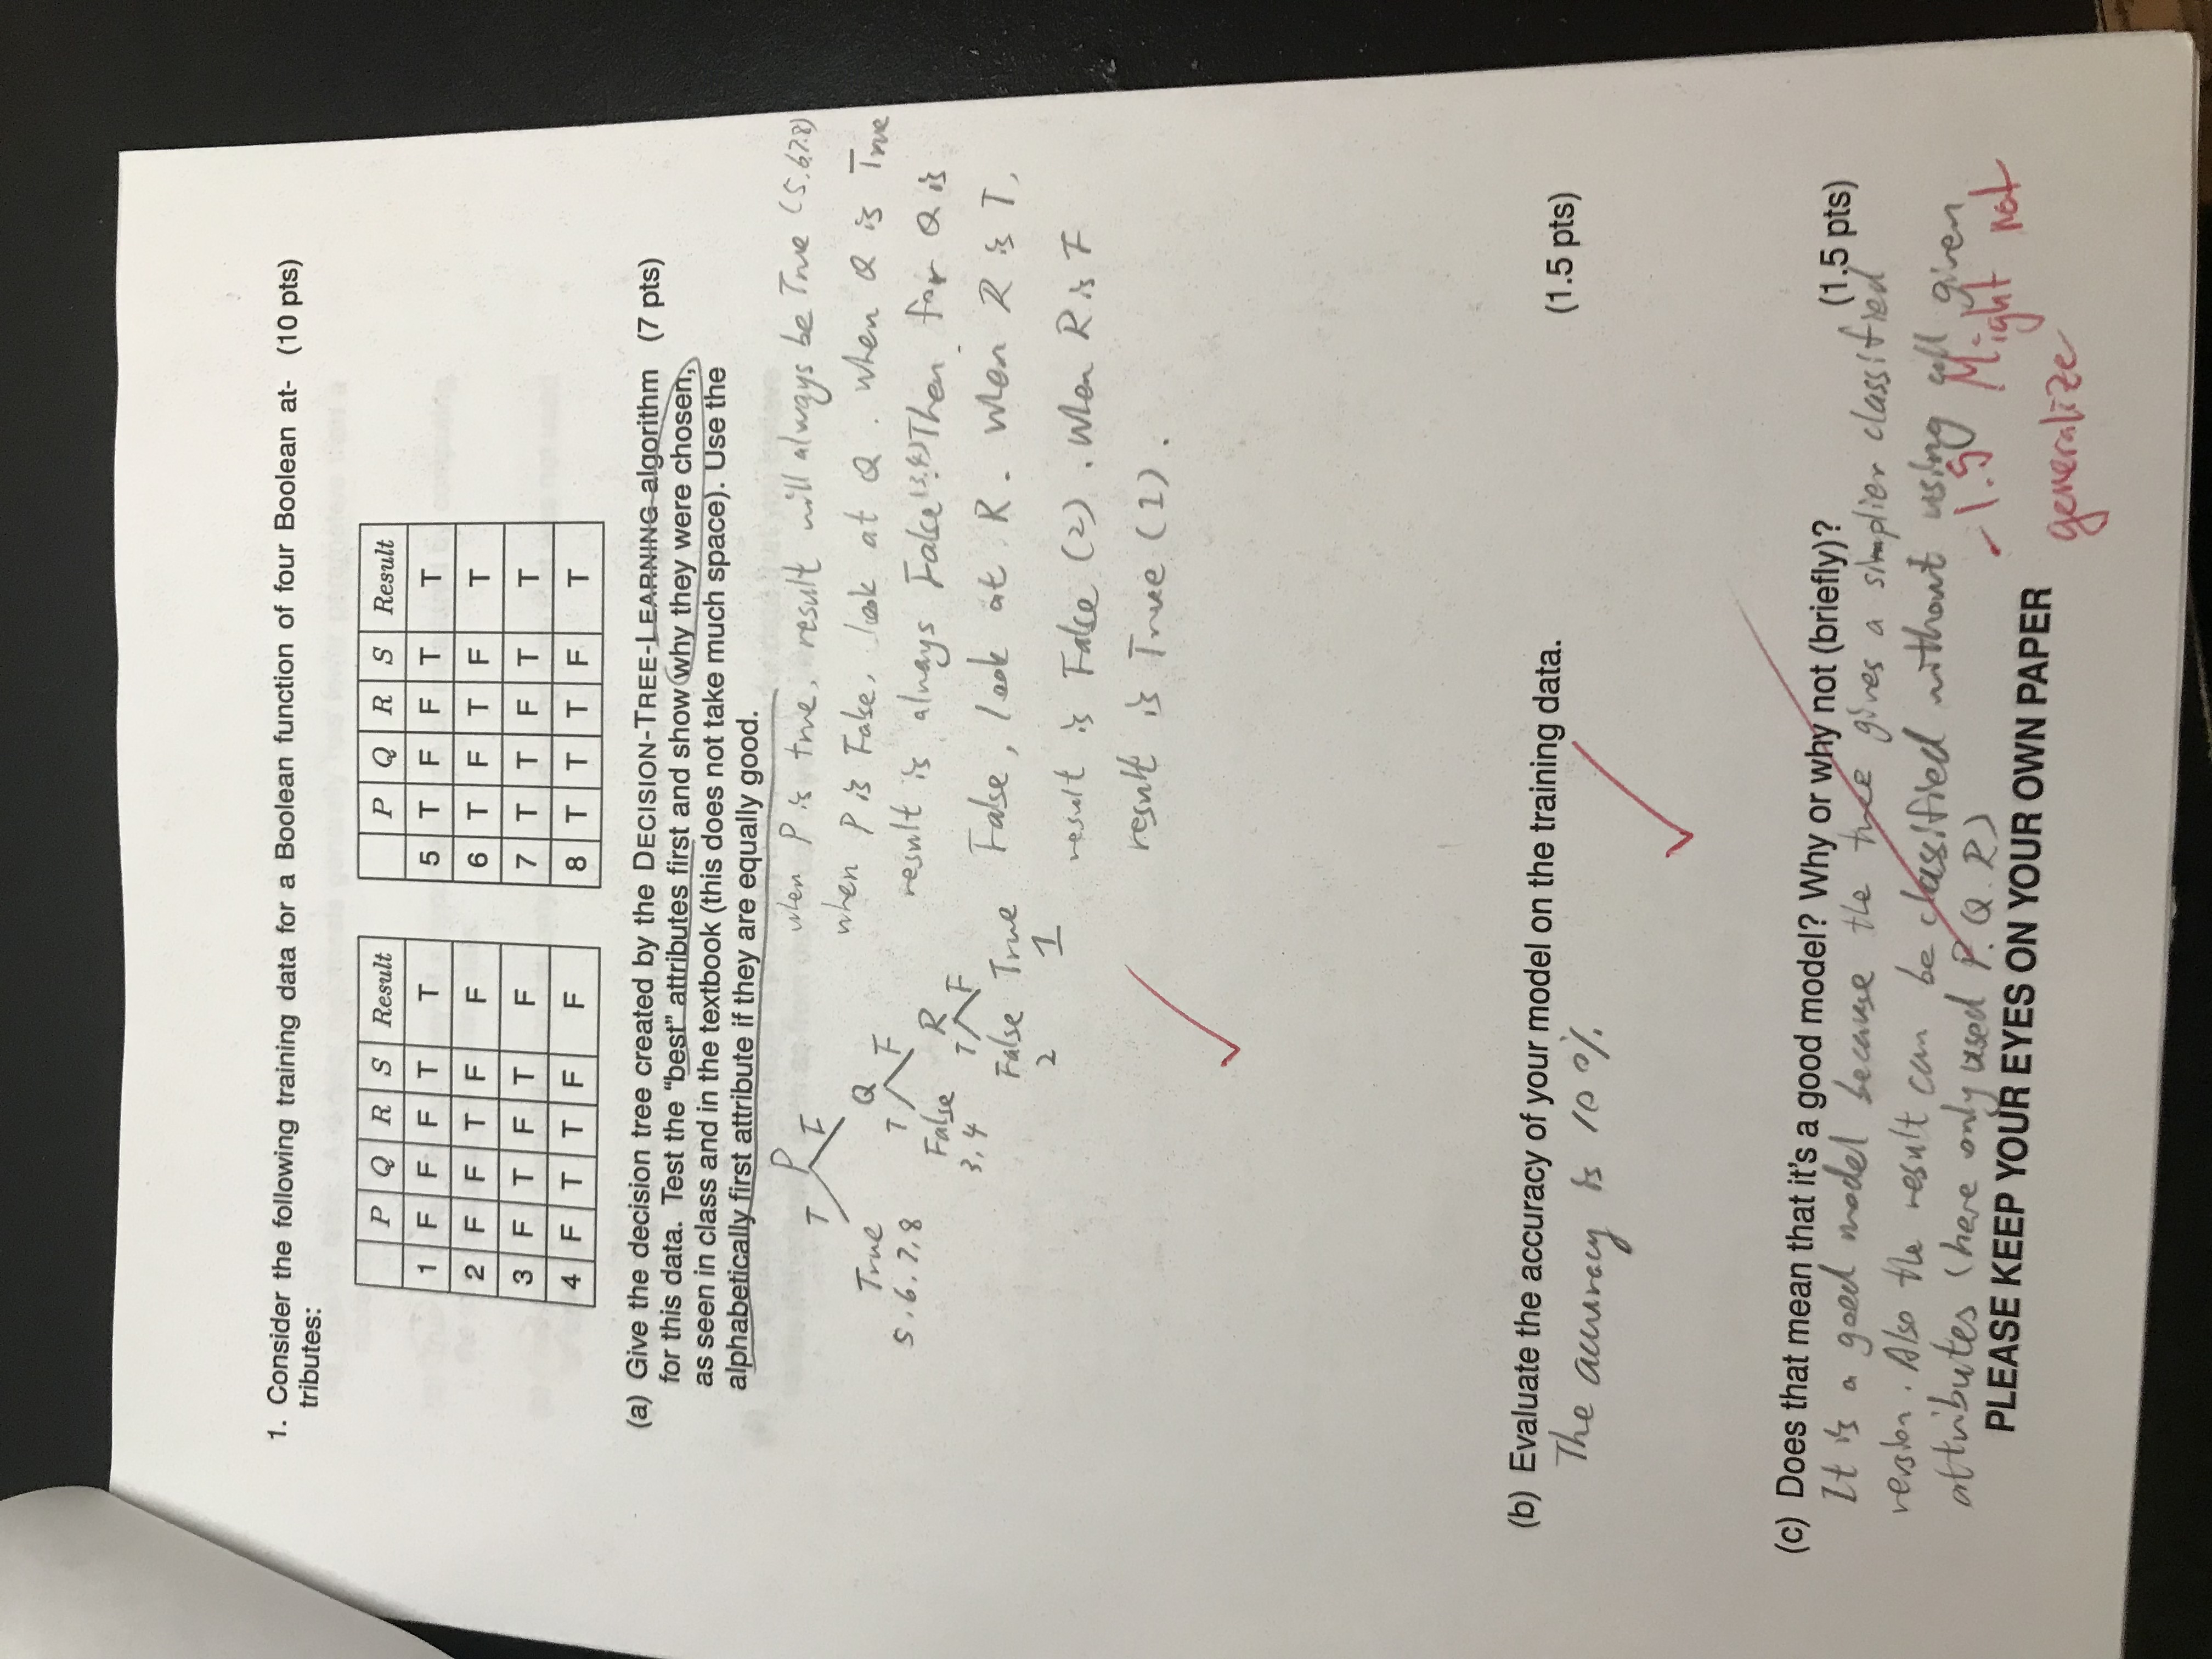 1. Consider the following training data for a Boolean function of four Boolean at- (10 pts)
tributes:
P Q R S Result
1 F F F T T
2 F F T F F
3 F T F T F
4 F T T F F
P Q R S Result
5 T F F T T
6 T F T F T
7 T T F T T
8 T T T F T
(a) Give the decision tree created by the DECISION-TREE-LEARNING algorithm (7 pts)
for this data. Test the “best” attributes first and show why they were chosen,
as seen in class and in the textbook (this does not take much space). Use the
alphabetically first attribute if they are equally good.
P
T F
True Q
5,6,7,8 T F
False R
3,4 T F
False True
2 1
when P is true, result will always be True (5,6,7,8)
when P is False, look at Q. When Q is True
result is always False (3,4). Then for Q is
False, look at R. When R is T,
result is False (2). When R is F
result is True (1).
(b) Evaluate the accuracy of your model on the training data. (1.5 pts)
The accuracy is 100%
(c) Does that mean that it's a good model? Why or why not (briefly)? (1.5 pts)
It is a good model because the tree gives a simplier classified
version. Also the result can be classified without using all given
attributes (here only used P.Q.R)
-1.5 Might not
generalize
PLEASE KEEP YOUR EYES ON YOUR OWN PAPER